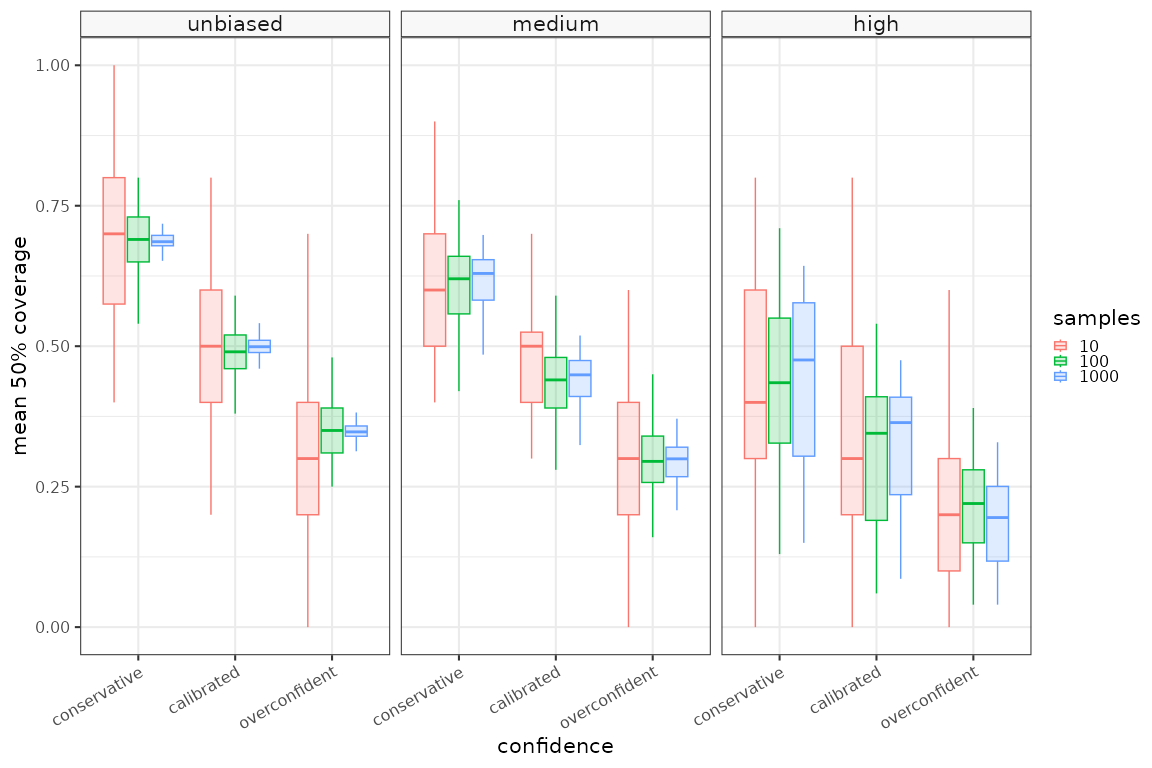 unbiased medium high
mean 50% coverage
1.00
0.75
0.50
0.25
0.00
conservative calibrated overconfident conservative calibrated overconfident conservative calibrated overconfident
confidence
samples
10
100
1000